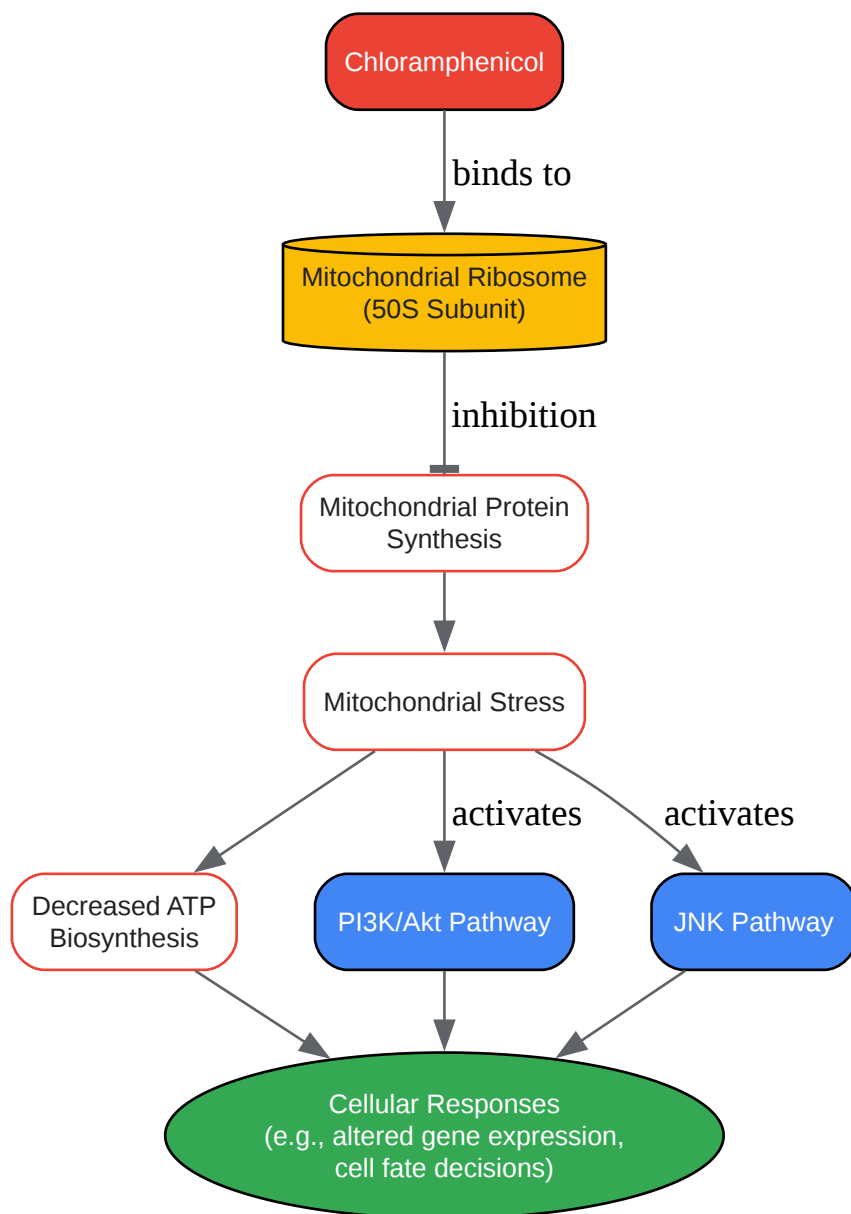 Chloramphenicol
binds to
Mitochondrial Ribosome
(50S Subunit)
inhibition
Mitochondrial Protein
Synthesis
Mitochondrial Stress
activates
activates
Decreased ATP
Biosynthesis
PI3K/Akt Pathway
JNK Pathway
Cellular Responses
(e.g., altered gene expression,
cell fate decisions)